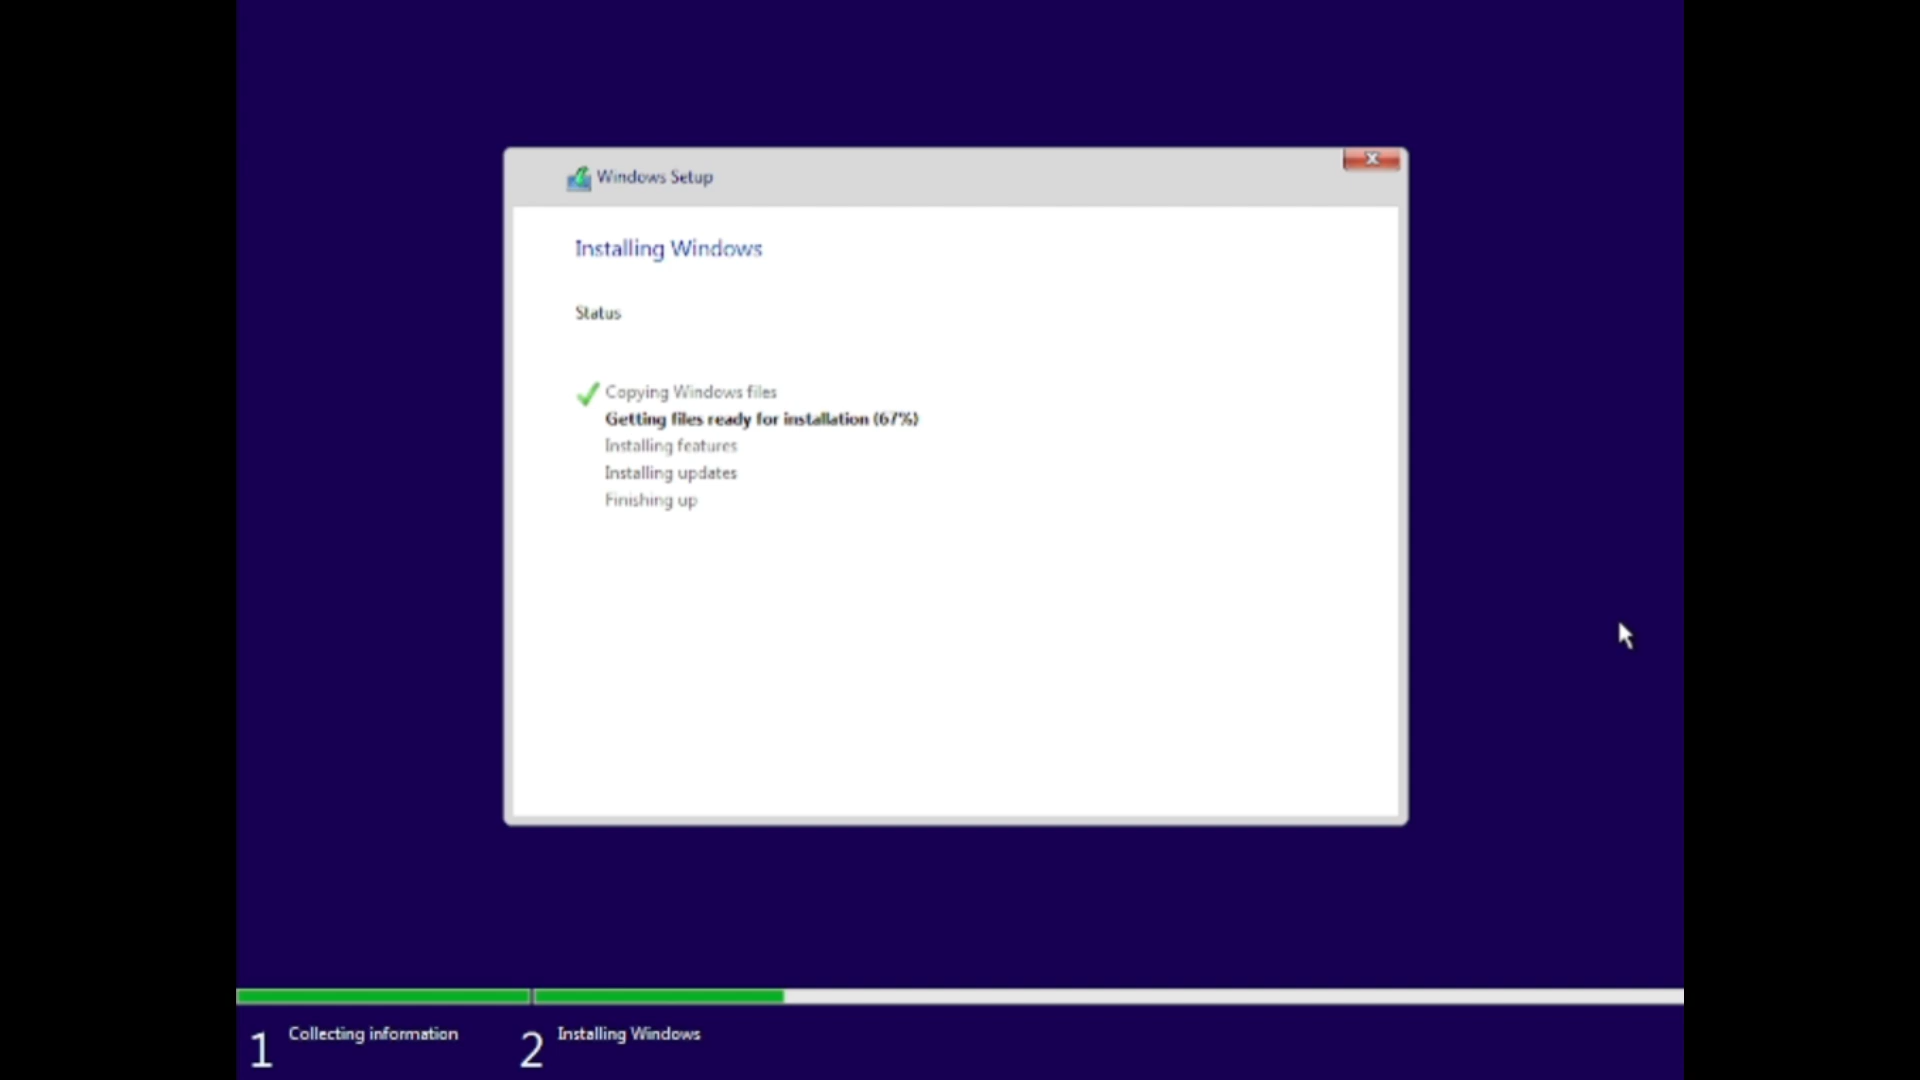 Windows Setup
Installing Windows
Status
Copying Windows files
Getting files ready for installation (67%)
Installing features
Installing updates
Finishing up
1 Collecting information
2 Installing Windows